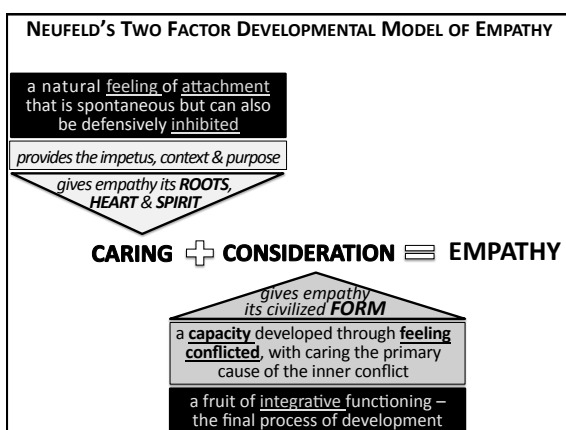 NEUFELD'S TWO FACTOR DEVELOPMENTAL MODEL OF EMPATHY
a natural feeling of attachment
that is spontaneous but can also
be defensively inhibited
provides the impetus, context & purpose
gives empathy its ROOTS,
HEART & SPIRIT
CARING + CONSIDERATION = EMPATHY
gives empathy
its civilized FORM
a capacity developed through feeling
conflicted, with caring the primary
cause of the inner conflict
a fruit of integrative functioning –
the final process of development